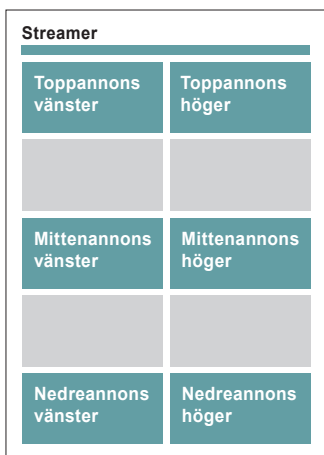 Streamer
Toppannons
vänster
Toppannons
höger
Mittenannons
vänster
Mittenannons
höger
Nedreannons
vänster
Nedreannons
höger